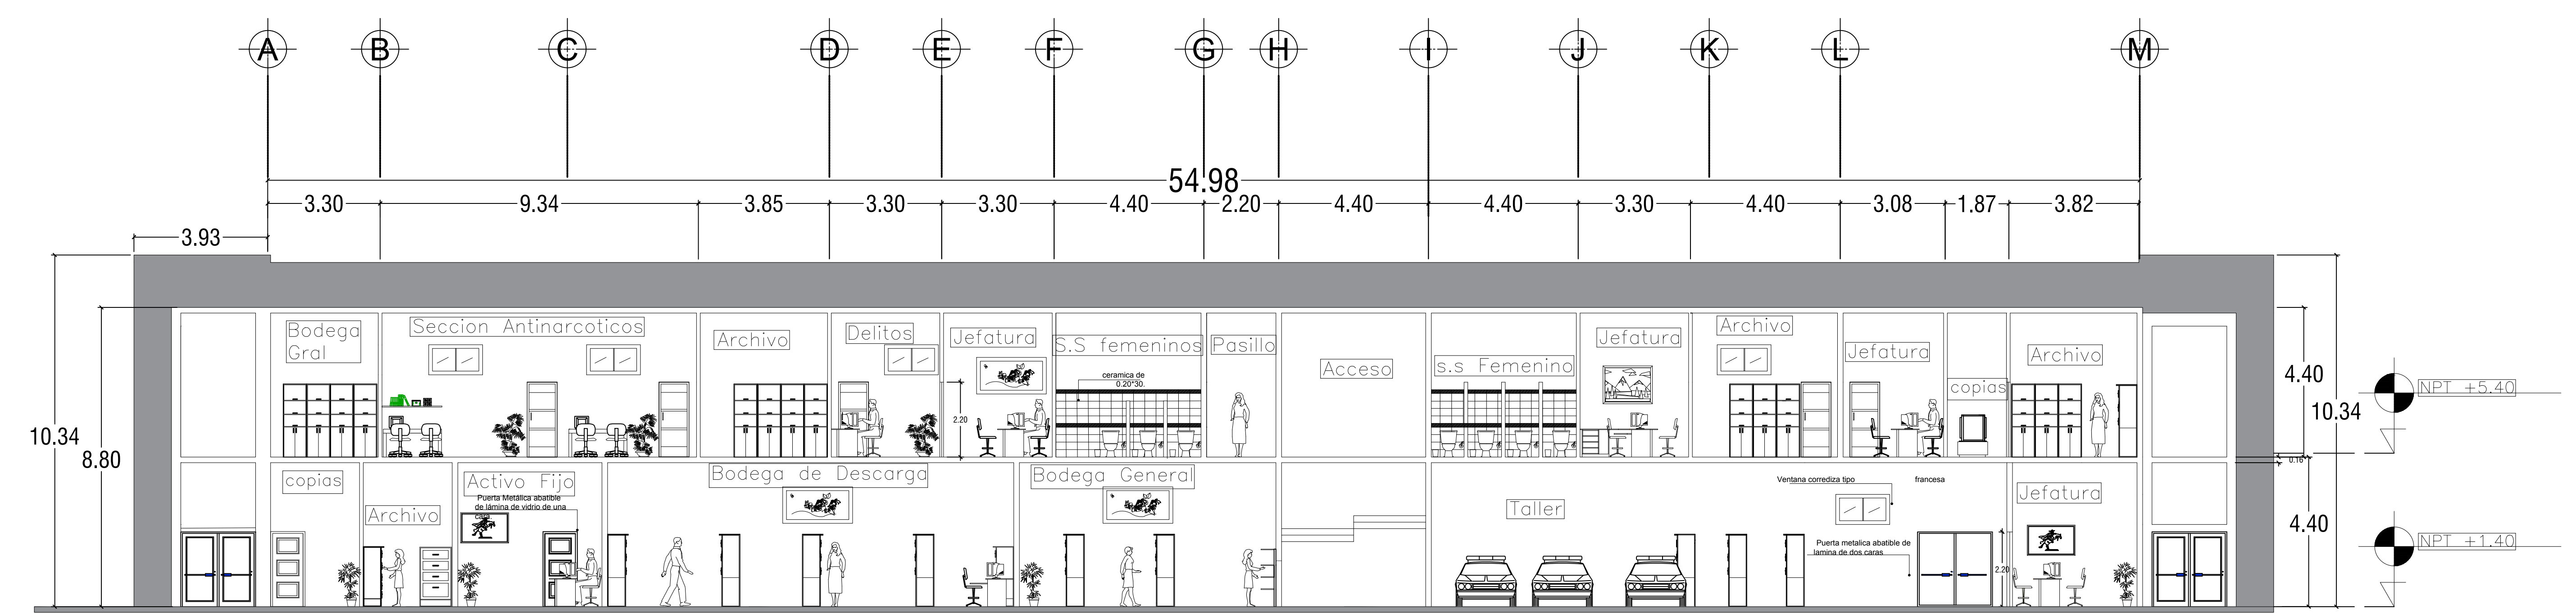 A B C D E F G H I J K L M
54.98
3.30 9.34 3.85 3.30 3.30 4.40 2.20 4.40 4.40 3.30 4.40 3.08 1.87 3.82
3.93
Bodega
Gral
Seccion Antinarcoticos
Archivo
Delitos
Jefatura
S.S femeninos
Pasillo
Acceso
s.s Femenino
Jefatura
Archivo
Jefatura
copias
Archivo
ceramica de
0.20*30.
2.20
4.40
NPT +5.40
10.34
10.34
8.80
0.16
copias
Archivo
Activo Fijo
Puerta Metálica abatible
de lámina de vidrio de una
cara
Bodega de Descarga
Bodega General
Taller
Ventana corrediza tipo francesa
Puerta metalica abatible de
lamina de dos caras
2.20
Jefatura
4.40
NPT +1.40